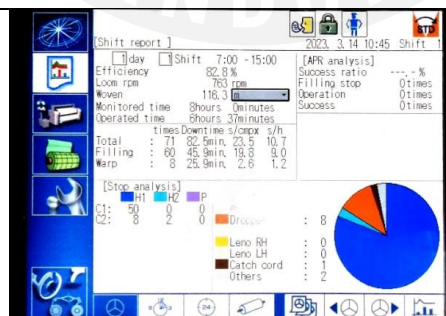 STD
[Shift report ]
2023. 3.14 10:45 Shift 1
1 day 1 Shift 7:00 -15:00
Efficiency 82.8 %
Loom rpm 763 rpm
Woven 116.3 m
Monitored time 8hours 0minutes
Operated time 6hours 37minutes
times Downtime s/cmpx s/h
Total : 71 82.5min. 23.5 10.7
Filling : 60 45.9min. 19.8 9.0
Warp : 8 25.9min. 2.6 1.2
[APR analysis]
Success ratio ---.- %
Filling stop 0times
Operation 0times
Success 0times
[Stop analysis]
H1 H2 P
C1: 50 0 0
C2: 8 2 0
Dropper : 8
Leno RH : 0
Leno LH : 0
Catch cord : 1
Others : 2